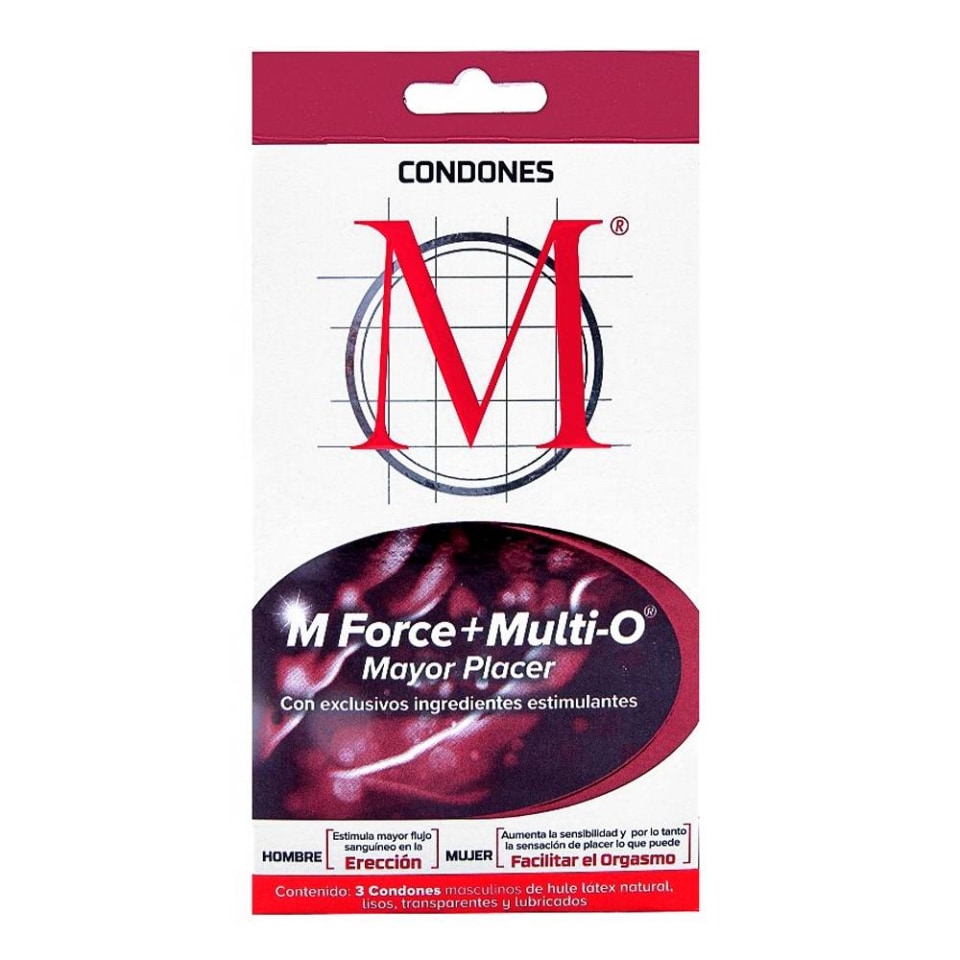 CONDONES
M®
M Force+Multi-O®
Mayor Placer
Con exclusivos ingredientes estimulantes
HOMBRE
Estimula mayor flujo
sanguíneo en la
Erección
MUJER
Aumenta la sensibilidad y por lo tanto
la sensación de placer lo que puede
Facilitar el Orgasmo
Contenido: 3 Condones masculinos de hule látex natural,
lisos, transparentes y lubricados